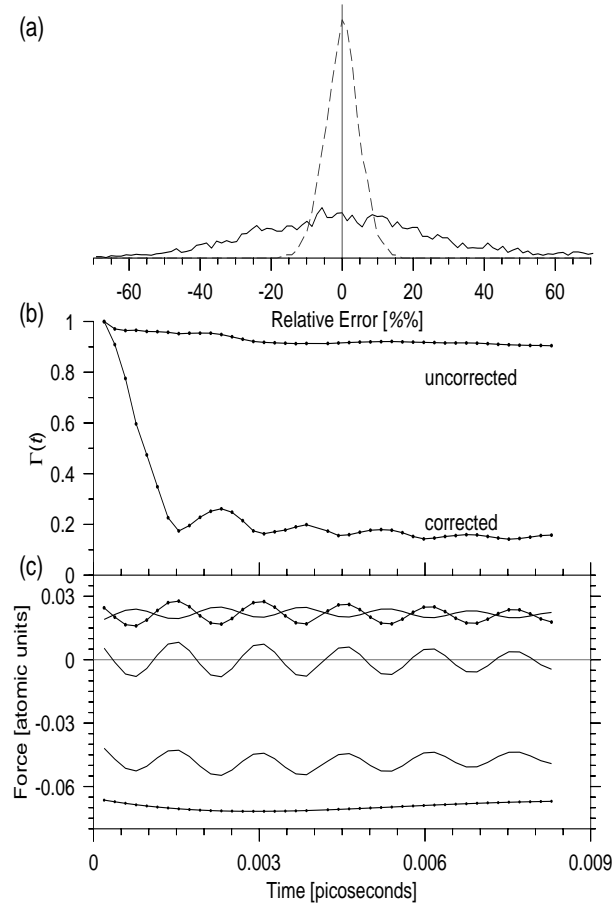 (a)
-60 -40 -20 0 20 40 60
Relative Error [%%]
(b)
1
0.8
0.6
0.4
0.2
0
Γ(t)
uncorrected
corrected
(c)
0.03
0
-0.03
-0.06
Force [atomic units]
0 0.003 0.006 0.009
Time [picoseconds]